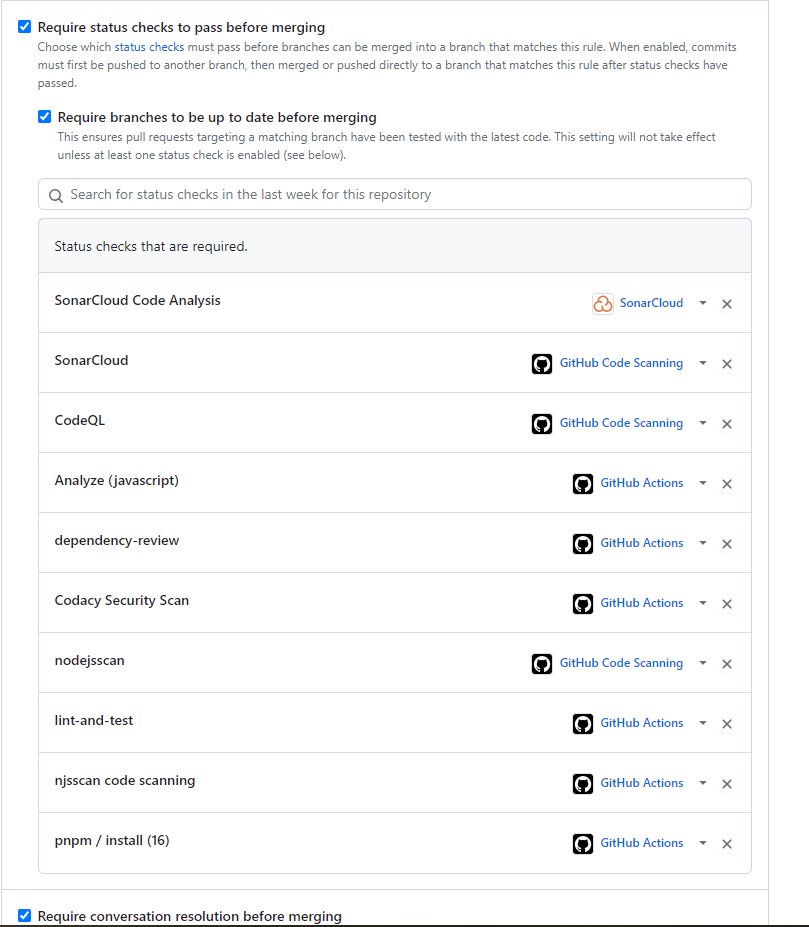 Require status checks to pass before merging
Choose which status checks must pass before branches can be merged into a branch that matches this rule. When enabled, commits
must first be pushed to another branch, then merged or pushed directly to a branch that matches this rule after status checks have
passed.
Require branches to be up to date before merging
This ensures pull requests targeting a matching branch have been tested with the latest code. This setting will not take effect
unless at least one status check is enabled (see below).
Search for status checks in the last week for this repository
Status checks that are required.
SonarCloud Code Analysis SonarCloud
SonarCloud GitHub Code Scanning
CodeQL GitHub Code Scanning
Analyze (javascript) GitHub Actions
dependency-review GitHub Actions
Codacy Security Scan GitHub Actions
nodejsscan GitHub Code Scanning
lint-and-test GitHub Actions
njsscan code scanning GitHub Actions
pnpm / install (16) GitHub Actions
Require conversation resolution before merging